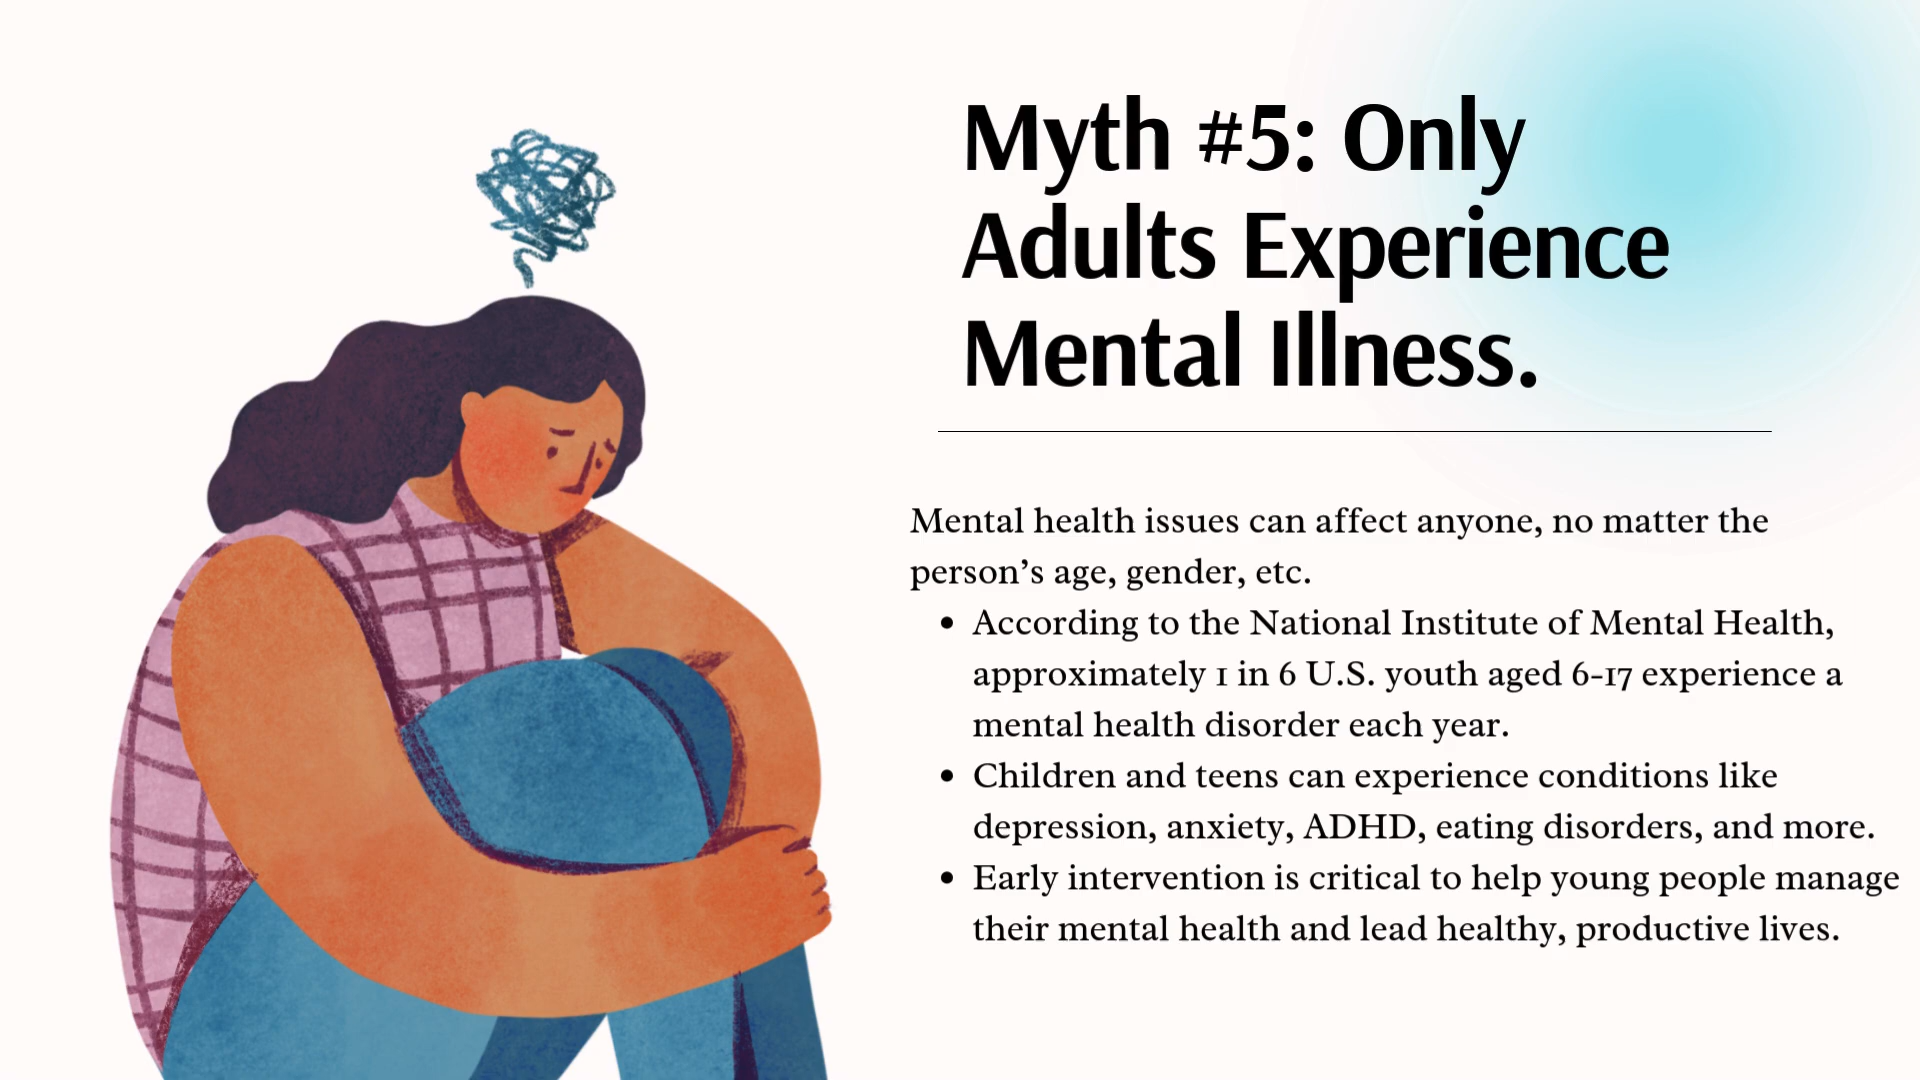 Myth #5: Only
Adults Experience
Mental Illness.
Mental health issues can affect anyone, no matter the
person’s age, gender, etc.
• According to the National Institute of Mental Health,
approximately 1 in 6 U.S. youth aged 6-17 experience a
mental health disorder each year.
• Children and teens can experience conditions like
depression, anxiety, ADHD, eating disorders, and more.
• Early intervention is critical to help young people manage
their mental health and lead healthy, productive lives.